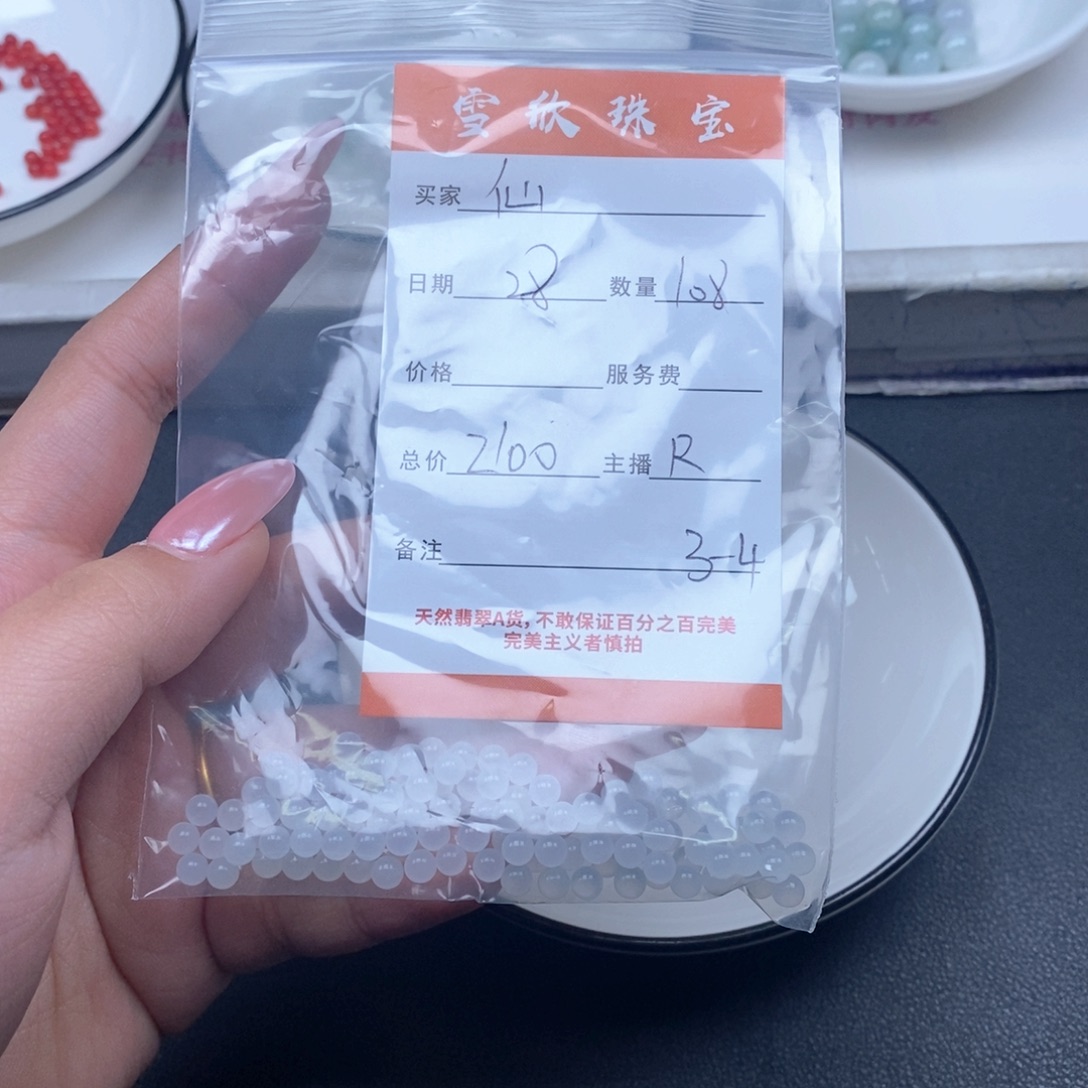 雪欣珠宝
买家 仙
日期 28 数量 108
价格 服务费
总价 2100 主播 R
备注 3-4
天然翡翠A货,不敢保证百分之百完美
完美主义者慎拍